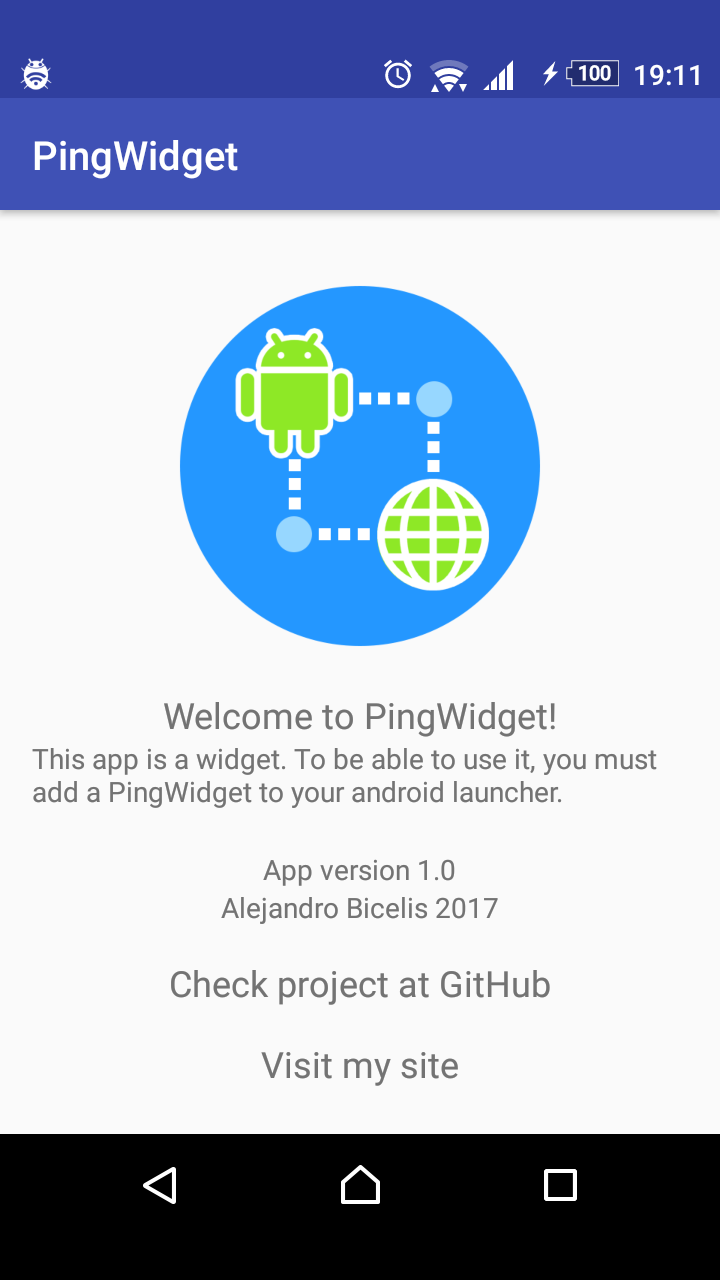 100 19:11
PingWidget
Welcome to PingWidget!
This app is a widget. To be able to use it, you must
add a PingWidget to your android launcher.
App version 1.0
Alejandro Bicelis 2017
Check project at GitHub
Visit my site